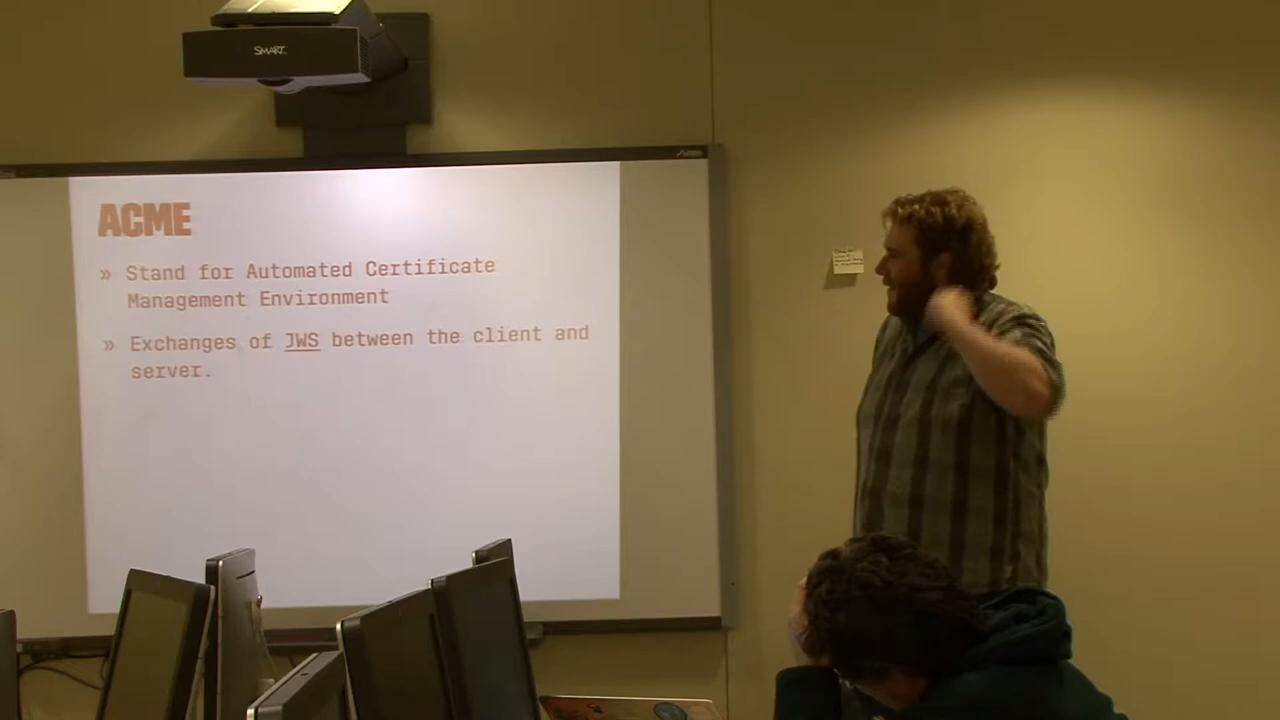 SMART
ACME
» Stand for Automated Certificate
Management Environment
» Exchanges of JWS between the client and
server.